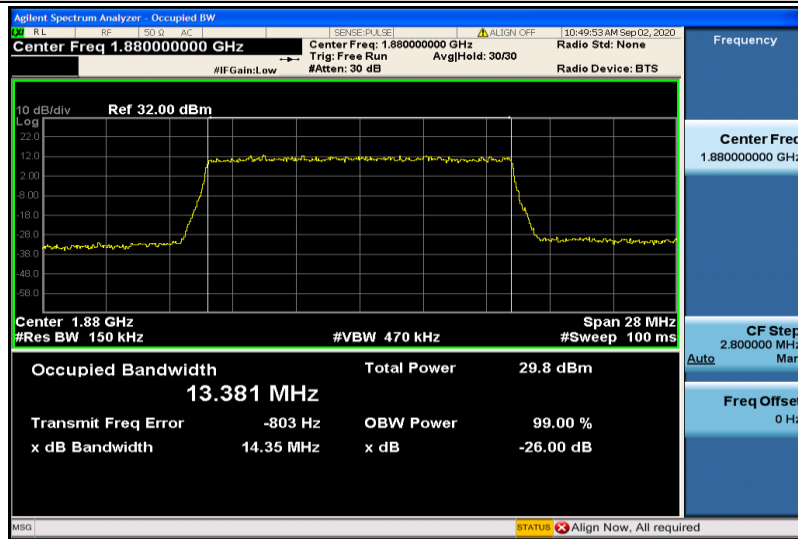 Agilent Spectrum Analyzer - Occupied BW
RL RF 50 Ω AC SENSE:PULSE ALIGN OFF 10:49:53 AM Sep 02, 2020
Center Freq 1.880000000 GHz
Center Freq: 1.880000000 GHz
Radio Std: None
Trig: Free Run Avg|Hold: 30/30
#IFGain:Low
#Atten: 30 dB
Radio Device: BTS
10 dB/div Ref 32.00 dBm
Log
22.0
12.0
2.00
-8.00
-18.0
-28.0
-38.0
-48.0
-58.0
Center 1.88 GHz Span 28 MHz
#Res BW 150 kHz #VBW 470 kHz #Sweep 100 ms
Occupied Bandwidth Total Power 29.8 dBm
13.381 MHz
Transmit Freq Error -803 Hz OBW Power 99.00 %
x dB Bandwidth 14.35 MHz x dB -26.00 dB
Frequency
Center Freq
1.880000000 GHz
CF Step
2.800000 MHz
Auto Man
Freq Offset
0 Hz
MSG STATUS Align Now, All required